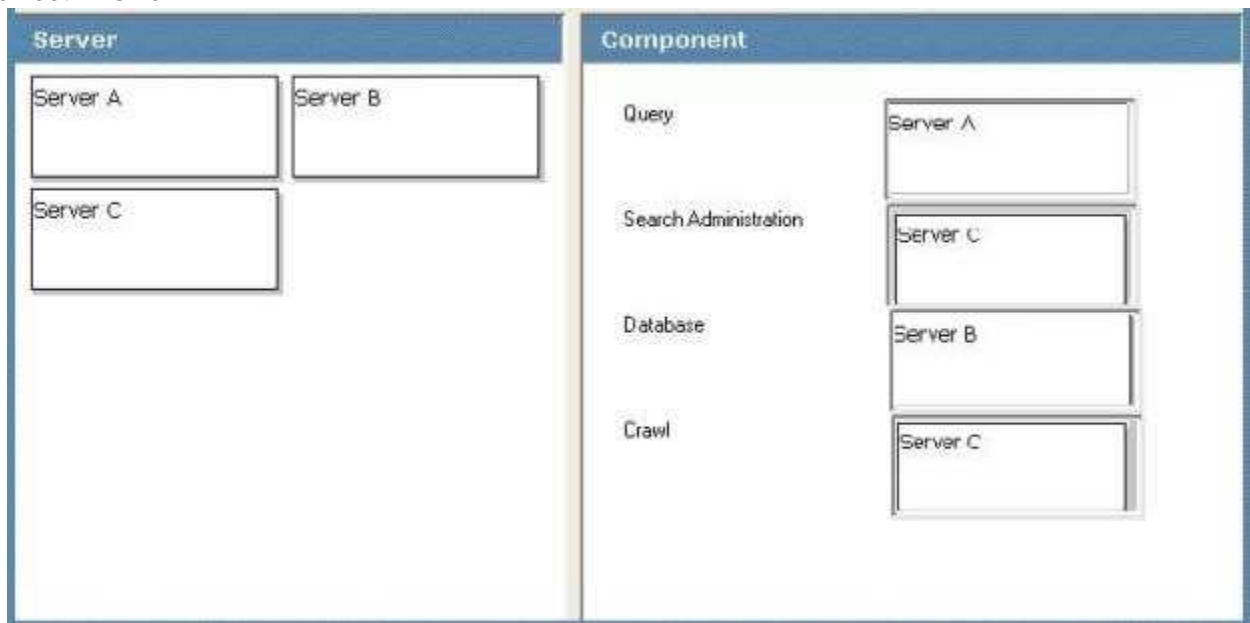 Server
Server A
Server B
Server C
Component
Query
Server A
Search Administration
Server C
Database
Server B
Crawl
Server C